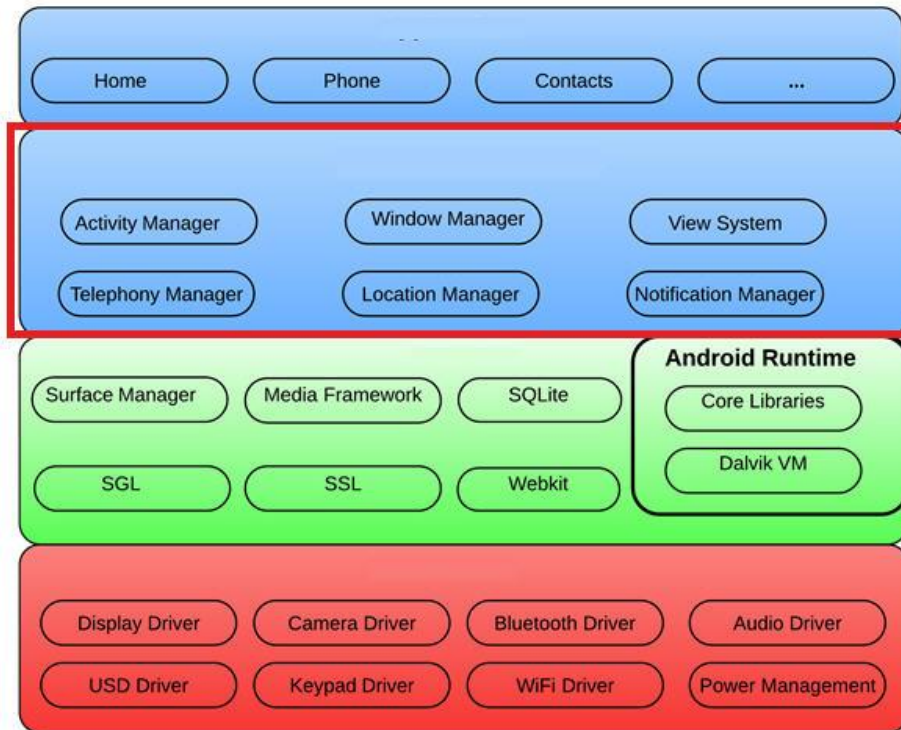 Home
Phone
Contacts
...
Activity Manager
Window Manager
View System
Telephony Manager
Location Manager
Notification Manager
Android Runtime
Surface Manager
Media Framework
SQLite
Core Libraries
SGL
SSL
Webkit
Dalvik VM
Display Driver
Camera Driver
Bluetooth Driver
Audio Driver
USD Driver
Keypad Driver
WiFi Driver
Power Management